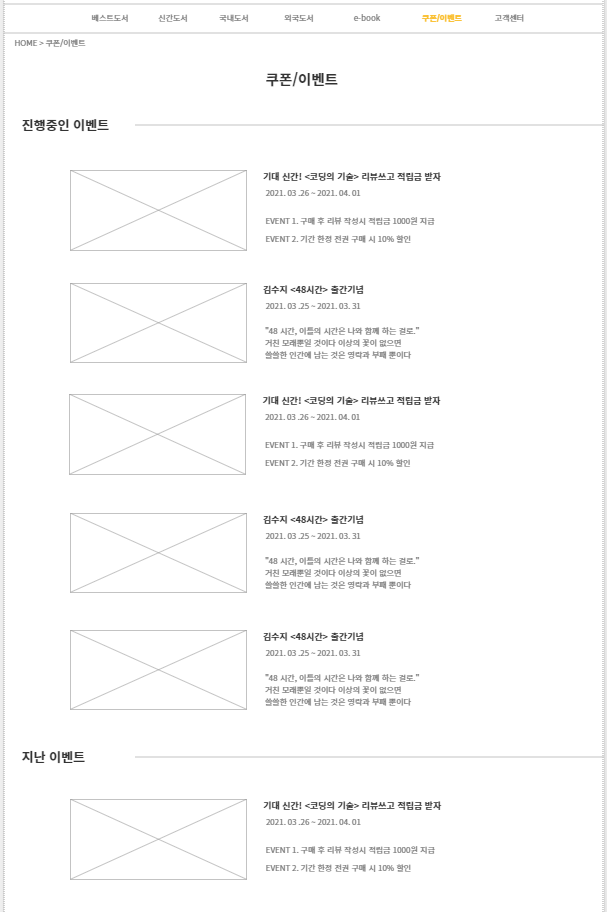 베스트도서 신간도서 국내도서 외국도서 e-book 쿠폰/이벤트 고객센터
HOME > 쿠폰/이벤트
쿠폰/이벤트
진행중인 이벤트
기대 신간! <코딩의 기술> 리뷰쓰고 적립금 받자
2021. 03 .26 ~ 2021. 04. 01
EVENT 1. 구매 후 리뷰 작성시 적립금 1000원 지급
EVENT 2. 기간 한정 전권 구매 시 10% 할인
김수지 <48시간> 출간기념
2021. 03 .25 ~ 2021. 03. 31
"48 시간, 이틀의 시간은 나와 함께 하는 걸로."
거친 모래뿐일 것이다 이상의 꽃이 없으면
쓸쓸한 인간에 남는 것은 영락과 부패 뿐이다
기대 신간! <코딩의 기술> 리뷰쓰고 적립금 받자
2021. 03 .26 ~ 2021. 04. 01
EVENT 1. 구매 후 리뷰 작성시 적립금 1000원 지급
EVENT 2. 기간 한정 전권 구매 시 10% 할인
김수지 <48시간> 출간기념
2021. 03 .25 ~ 2021. 03. 31
"48 시간, 이틀의 시간은 나와 함께 하는 걸로."
거친 모래뿐일 것이다 이상의 꽃이 없으면
쓸쓸한 인간에 남는 것은 영락과 부패 뿐이다
김수지 <48시간> 출간기념
2021. 03 .25 ~ 2021. 03. 31
"48 시간, 이틀의 시간은 나와 함께 하는 걸로."
거친 모래뿐일 것이다 이상의 꽃이 없으면
쓸쓸한 인간에 남는 것은 영락과 부패 뿐이다
지난 이벤트
기대 신간! <코딩의 기술> 리뷰쓰고 적립금 받자
2021. 03 .26 ~ 2021. 04. 01
EVENT 1. 구매 후 리뷰 작성시 적립금 1000원 지급
EVENT 2. 기간 한정 전권 구매 시 10% 할인